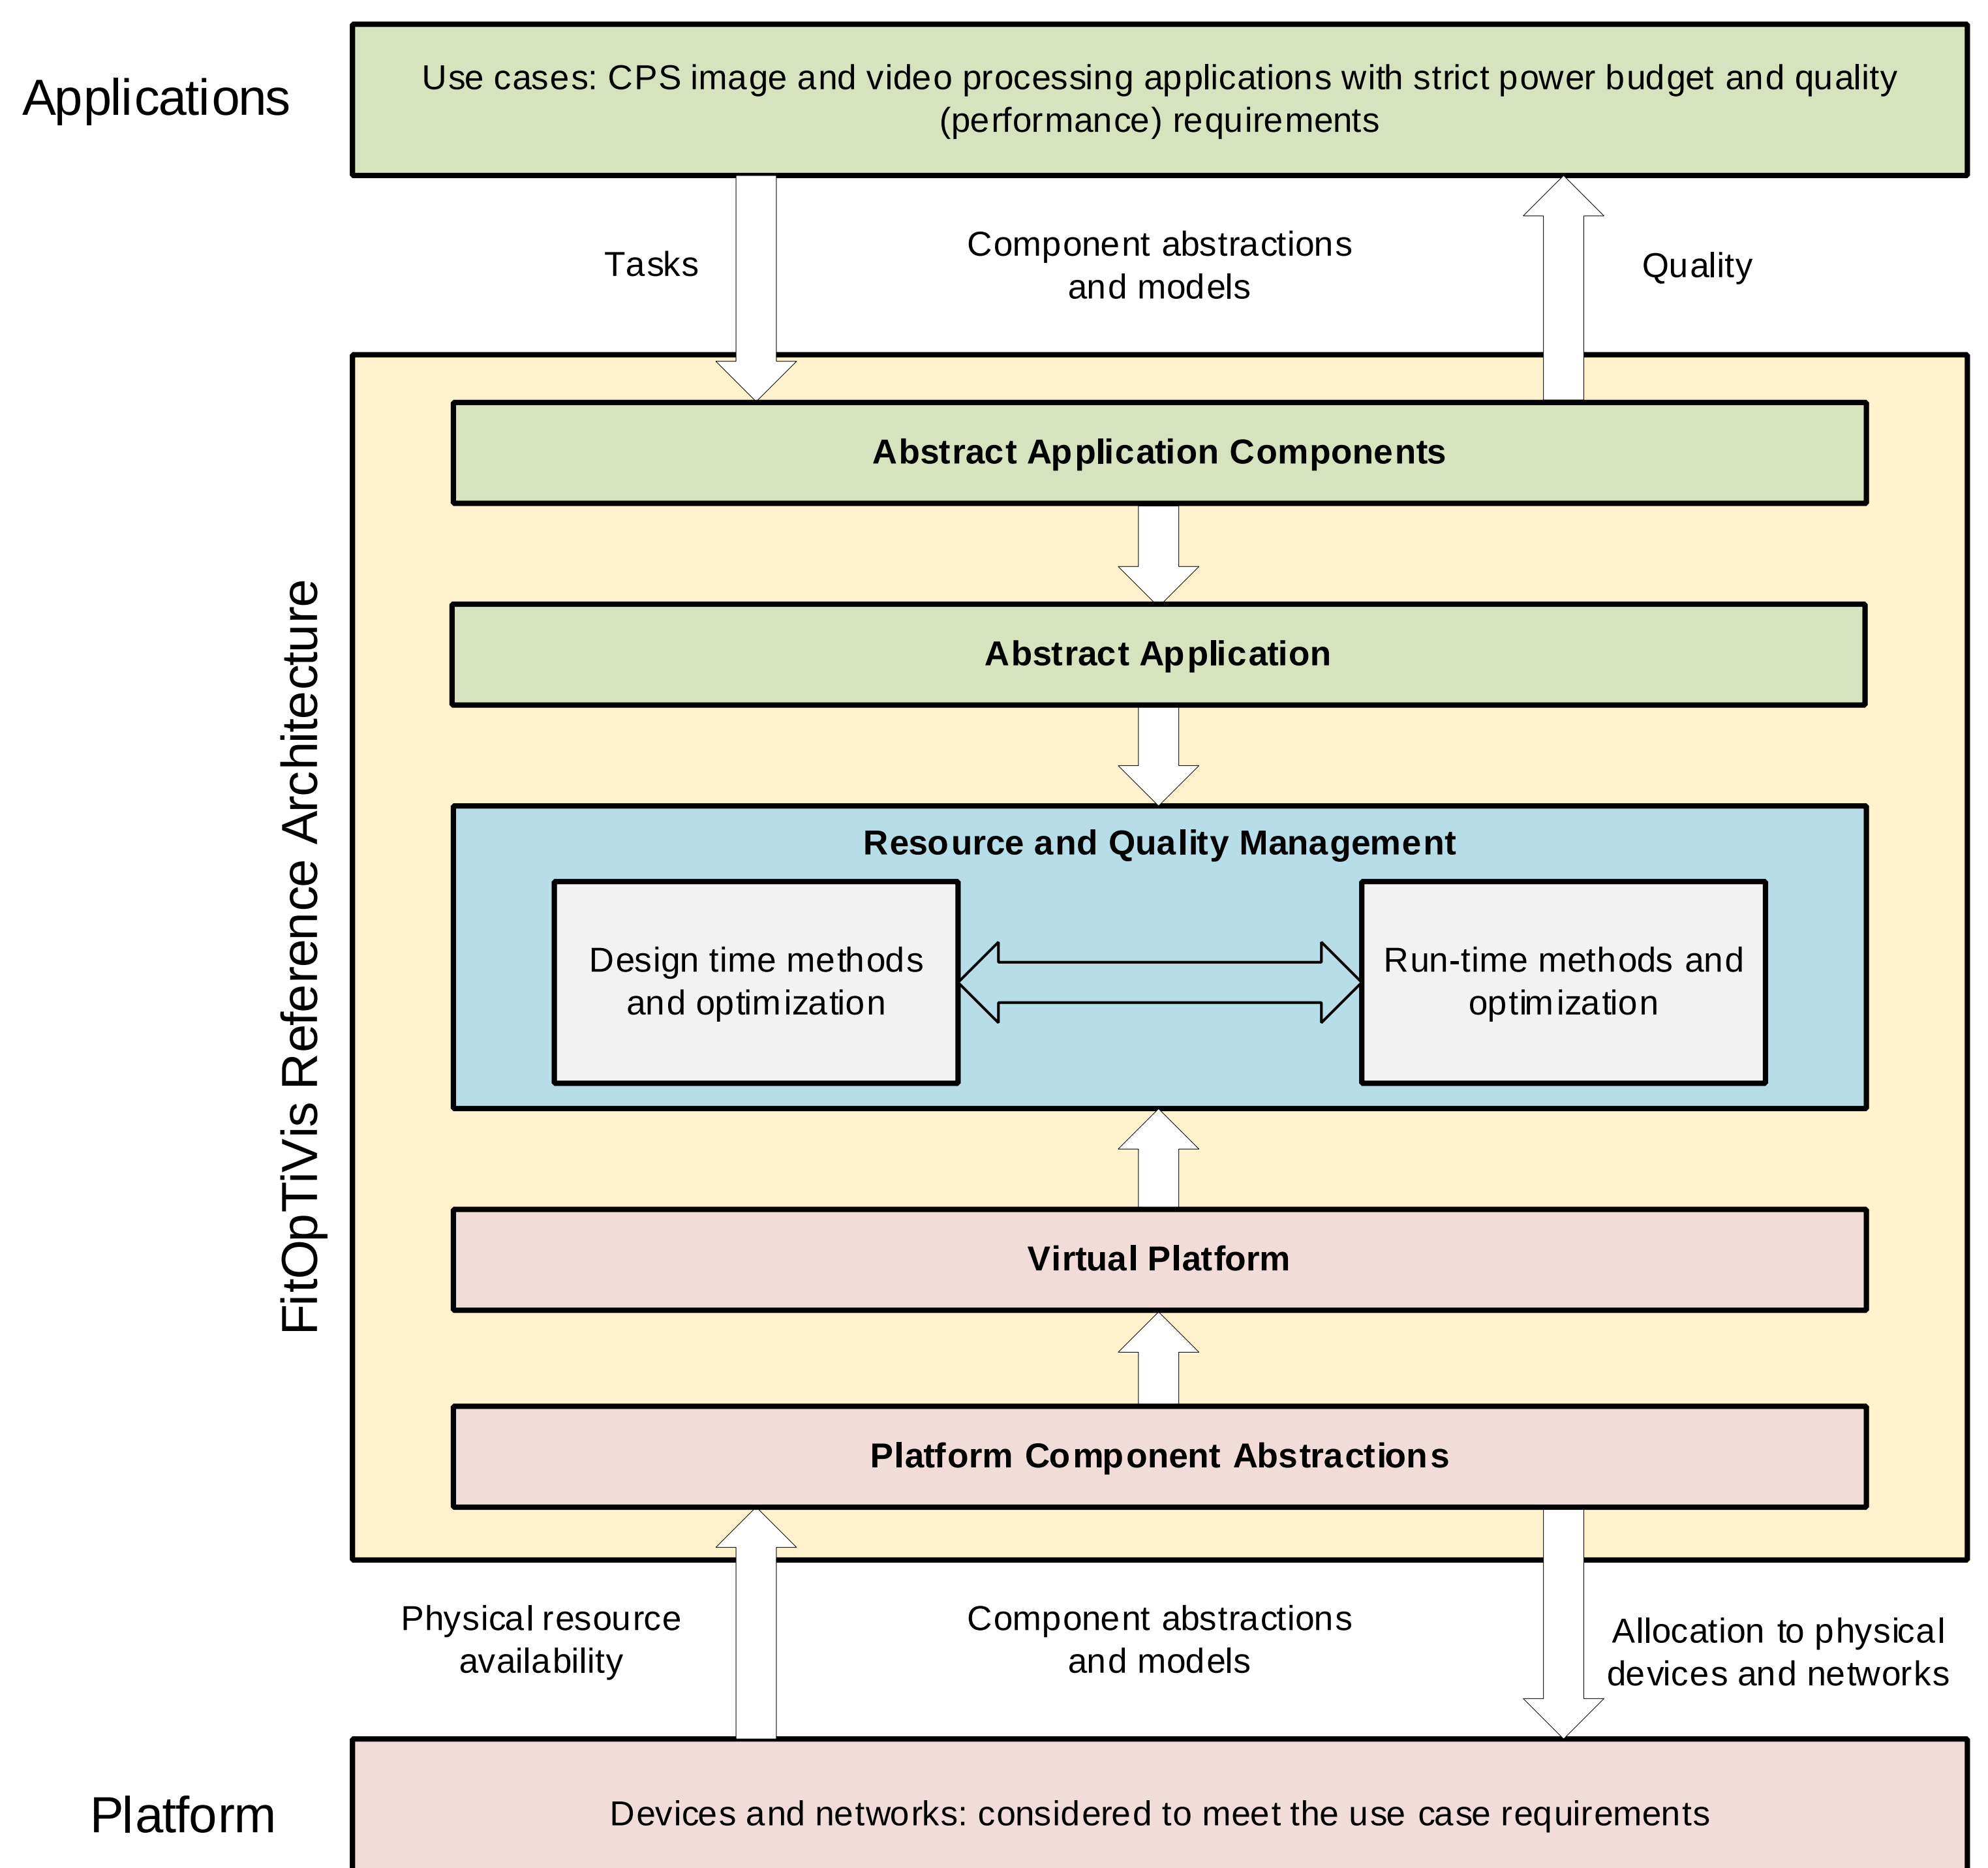 Applications
Use cases: CPS image and video processing applications with strict power budget and quality
(performance) requirements
Tasks
Component abstractions
and models
Quality
FitOpTiVis Reference Architecture
Abstract Application Components
Abstract Application
Resource and Quality Management
Design time methods
and optimization
Run-time methods and
optimization
Virtual Platform
Platform Component Abstractions
Physical resource
availability
Component abstractions
and models
Allocation to physical
devices and networks
Platform
Devices and networks: considered to meet the use case requirements